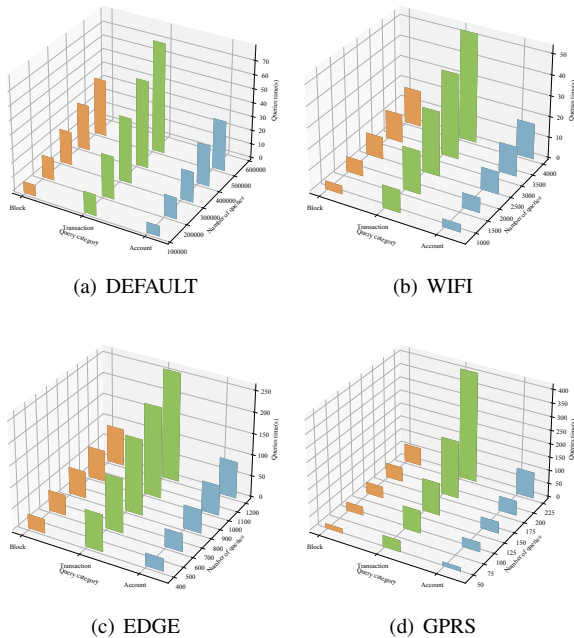 70
60
50
40
30
20
10
0
Queries time(s)
600000
500000
400000
300000
200000
100000
Number of queries
Block
Transaction
Account
Query category
(a) DEFAULT
50
40
30
20
10
0
Queries time(s)
4000
3500
3000
2500
2000
1500
1000
Number of queries
Block
Transaction
Account
Query category
(b) WIFI
250
200
150
100
50
0
Queries time(s)
1200
1100
1000
900
800
700
600
500
400
Number of queries
Block
Transaction
Account
Query category
(c) EDGE
400
350
300
250
200
150
100
50
0
Queries time(s)
225
200
175
150
125
100
75
50
Number of queries
Block
Transaction
Account
Query category
(d) GPRS